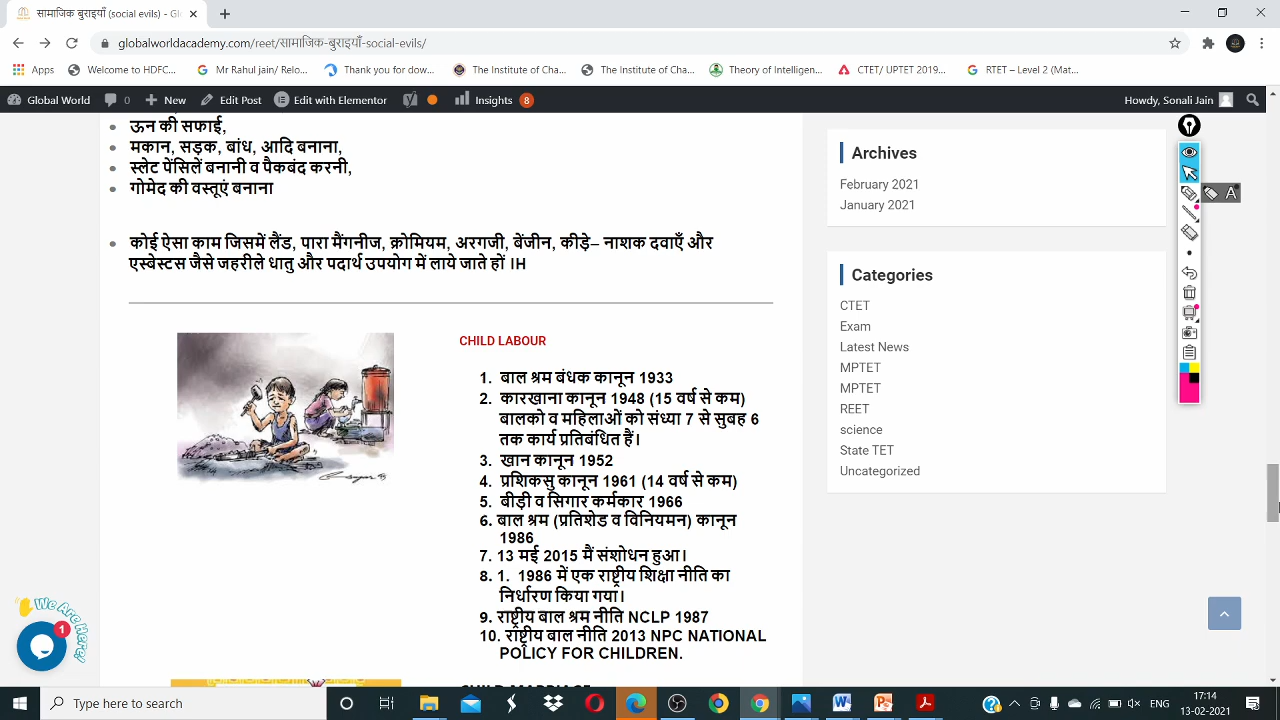 सामाजिक बुराइयाँ (social evils) - Gl
globalworldacademy.com/reet/सामाजिक-बुराइयाँ-social-evils/
Apps Welcome to HDFC... Mr Rahul jain/ Relo... Thank you for dow... The Institute of Cha... The Institute of Cha... Theory of Intelligen... CTET/ UPTET 2019... RTET – Level 2 (Mat...
Global World 0 New Edit Post Edit with Elementor Insights 8 Howdy, Sonali Jain
ऊन की सफाई,
मकान, सड़क, बांध, आदि बनाना,
स्लेट पेंसिलें बनानी व पैकबंद करनी,
गोमेद की वस्तूएं बनाना
कोई ऐसा काम जिसमें लैंड, पारा मैंगनीज, क्रोमियम, अरगजी, बेंजीन, कीड़े– नाशक दवाएँ और
एस्बेस्टस जैसे जहरीले धातु और पदार्थ उपयोग में लाये जाते हों ।H
CHILD LABOUR
1. बाल श्रम बंधक कानून 1933
2. कारखाना कानून 1948 (15 वर्ष से कम)
बालको व महिलाओं को संध्या 7 से सुबह 6
तक कार्य प्रतिबंधित हैं।
3. खान कानून 1952
4. प्रशिकसु कानून 1961 (14 वर्ष से कम)
5. बीड़ी व सिगार कर्मकार 1966
6. बाल श्रम (प्रतिशेड व विनियमन) कानून
1986
7. 13 मई 2015 मैं संशोधन हुआ।
8. 1. 1986 में एक राष्ट्रीय शिक्षा नीति का
निर्धारण किया गया।
9. राष्ट्रीय बाल श्रम नीति NCLP 1987
10. राष्ट्रीय बाल नीति 2013 NPC NATIONAL
POLICY FOR CHILDREN.
Archives
February 2021
January 2021
Categories
CTET
Exam
Latest News
MPTET
MPTET
REET
science
State TET
Uncategorized
A
We Are Here!
1
Type here to search
ENG
17:14
13-02-2021